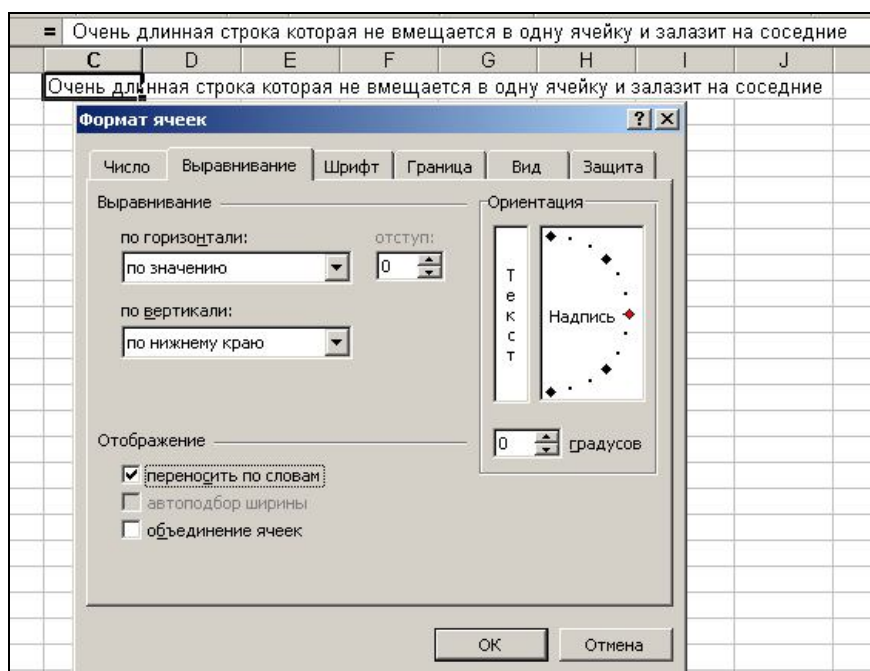 = Очень длинная строка которая не вмещается в одну ячейку и залазит на соседние
C D E F G H I J
Очень длинная строка которая не вмещается в одну ячейку и залазит на соседние
Формат ячеек
Число Выравнивание Шрифт Граница Вид Защита
Выравнивание
по горизонтали: отступ:
по значению 0
по вертикали:
по нижнему краю
Отображение
переносить по словам
автоподбор ширины
объединение ячеек
Ориентация
Текст
Надпись
0 градусов
ОК Отмена